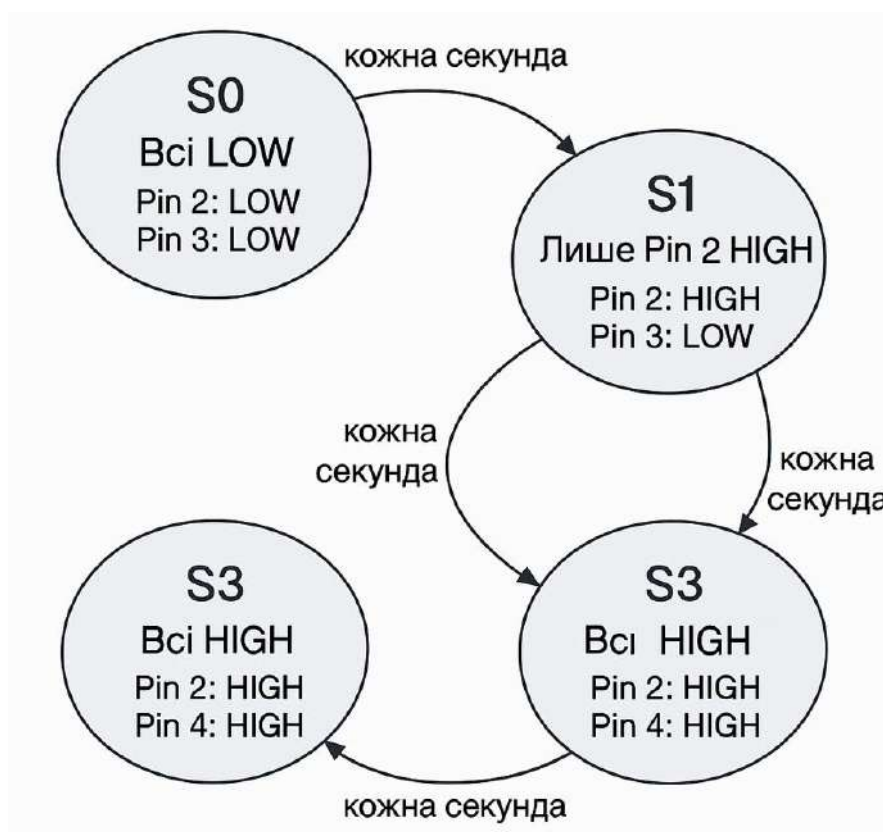 кожна секунда
S0
Всі LOW
Pin 2: LOW
Pin 3: LOW
S1
Лише Pin 2 HIGH
Pin 2: HIGH
Pin 3: LOW
кожна
секунда
кожна
секунда
S3
Всі HIGH
Pin 2: HIGH
Pin 4: HIGH
S3
Всı HIGH
Pin 2: HIGH
Pin 4: HIGH
кожна секунда